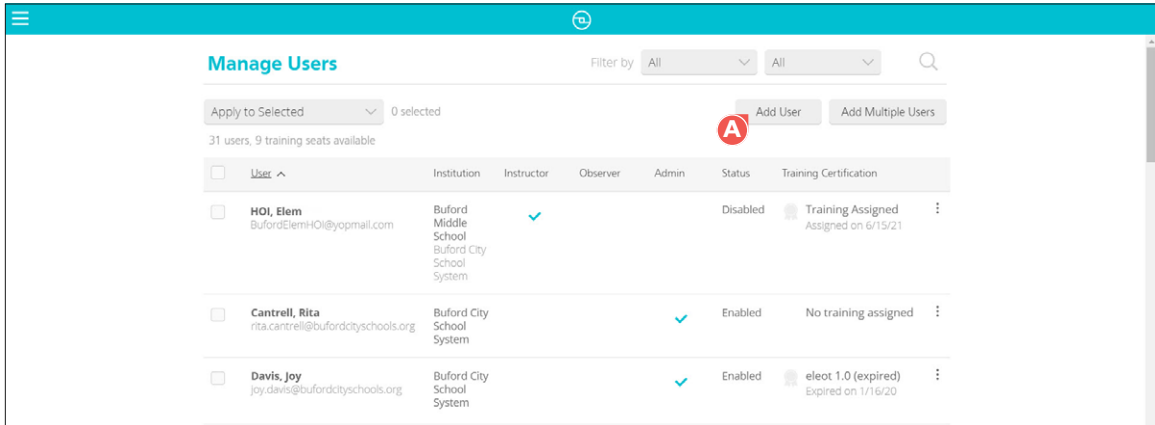 Manage Users
Filter by All All
Apply to Selected 0 selected
A Add User Add Multiple Users
31 users, 9 training seats available
User Institution Instructor Observer Admin Status Training Certification
HOI, Elem Buford Disabled Training Assigned
BufordElemHOI@yopmail.com Middle Assigned on 6/15/21
School
Buford City
School
System
Cantrell, Rita Buford City Enabled No training assigned
rita.cantrell@bufordcityschools.org School
System
Davis, Joy Buford City Enabled eleot 1.0 (expired)
joy.davis@bufordcityschools.org School Expired on 1/16/20
System